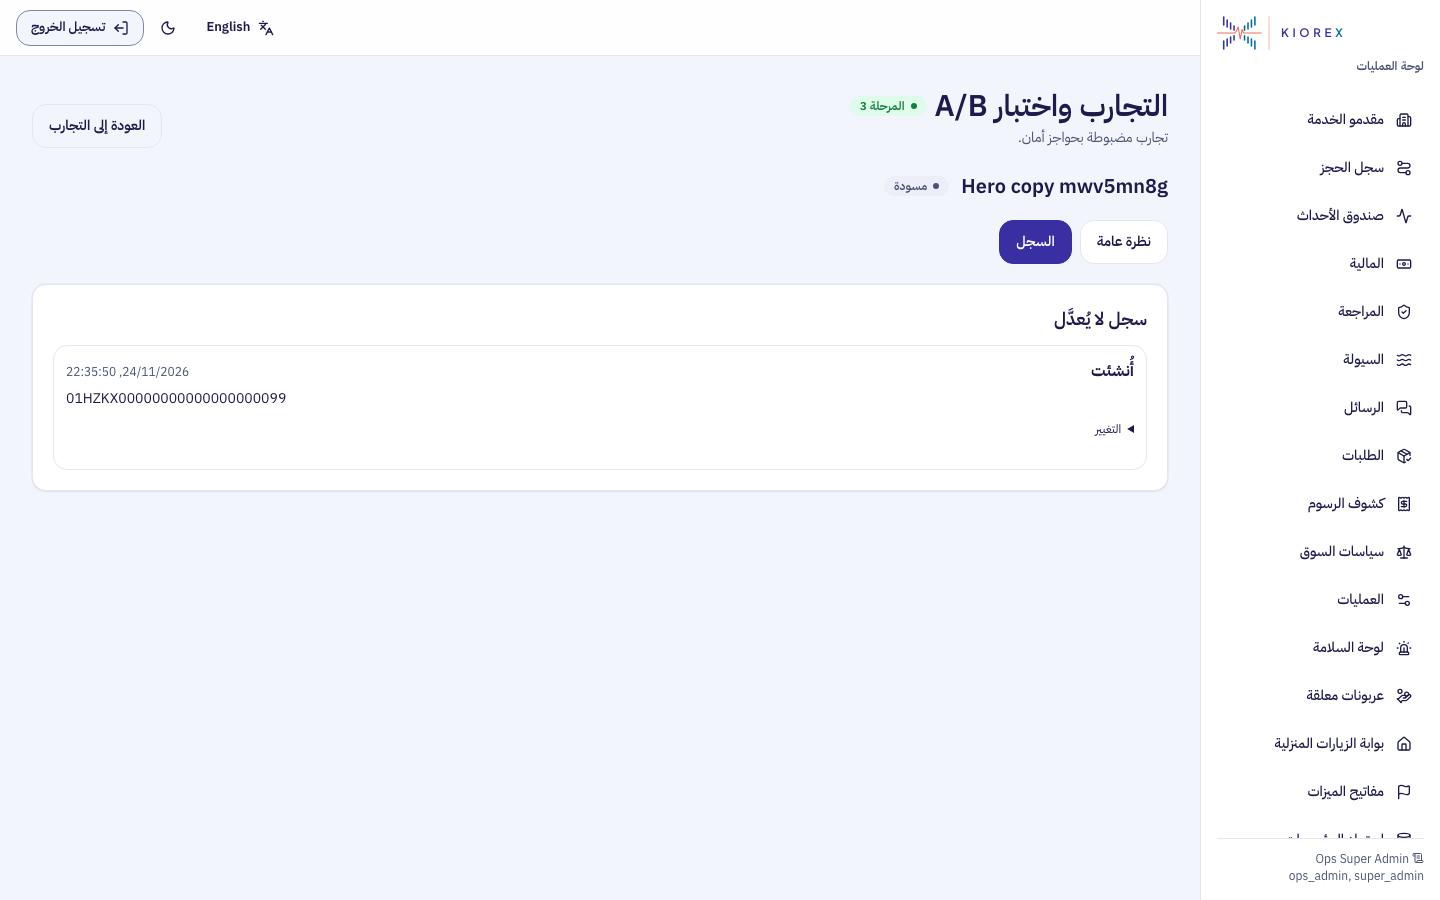 KIOREX
لوحة العمليات
مقدمو الخدمة
سجل الحجز
صندوق الأحداث
المالية
المراجعة
السيولة
الرسائل
الطلبات
كشوف الرسوم
سياسات السوق
العمليات
لوحة السلامة
عربونات معلقة
بوابة الزيارات المنزلية
مفاتيح الميزات
Ops Super Admin
ops_admin, super_admin
English
تسجيل الخروج
التجارب واختبار A/B
المرحلة 3
تجارب مضبوطة بحواجز أمان.
العودة إلى التجارب
Hero copy mwv5mn8g
مسودة
نظرة عامة
السجل
سجل لا يُعدَّل
أُنشئت
24/11/2026, 22:35:50
01HZKX00000000000000000099
التغيير